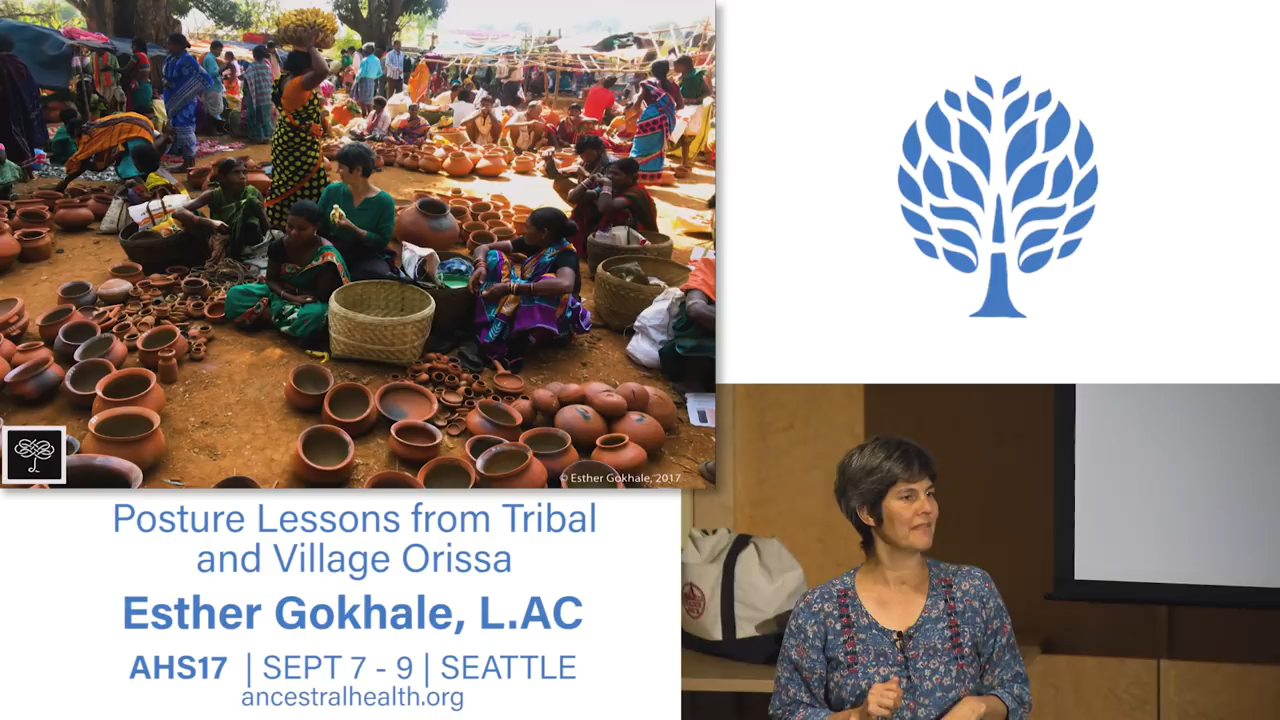 © Esther Gokhale, 2017
Posture Lessons from Tribal
and Village Orissa
Esther Gokhale, L.AC
AHS17 | SEPT 7 - 9 | SEATTLE
ancestralhealth.org